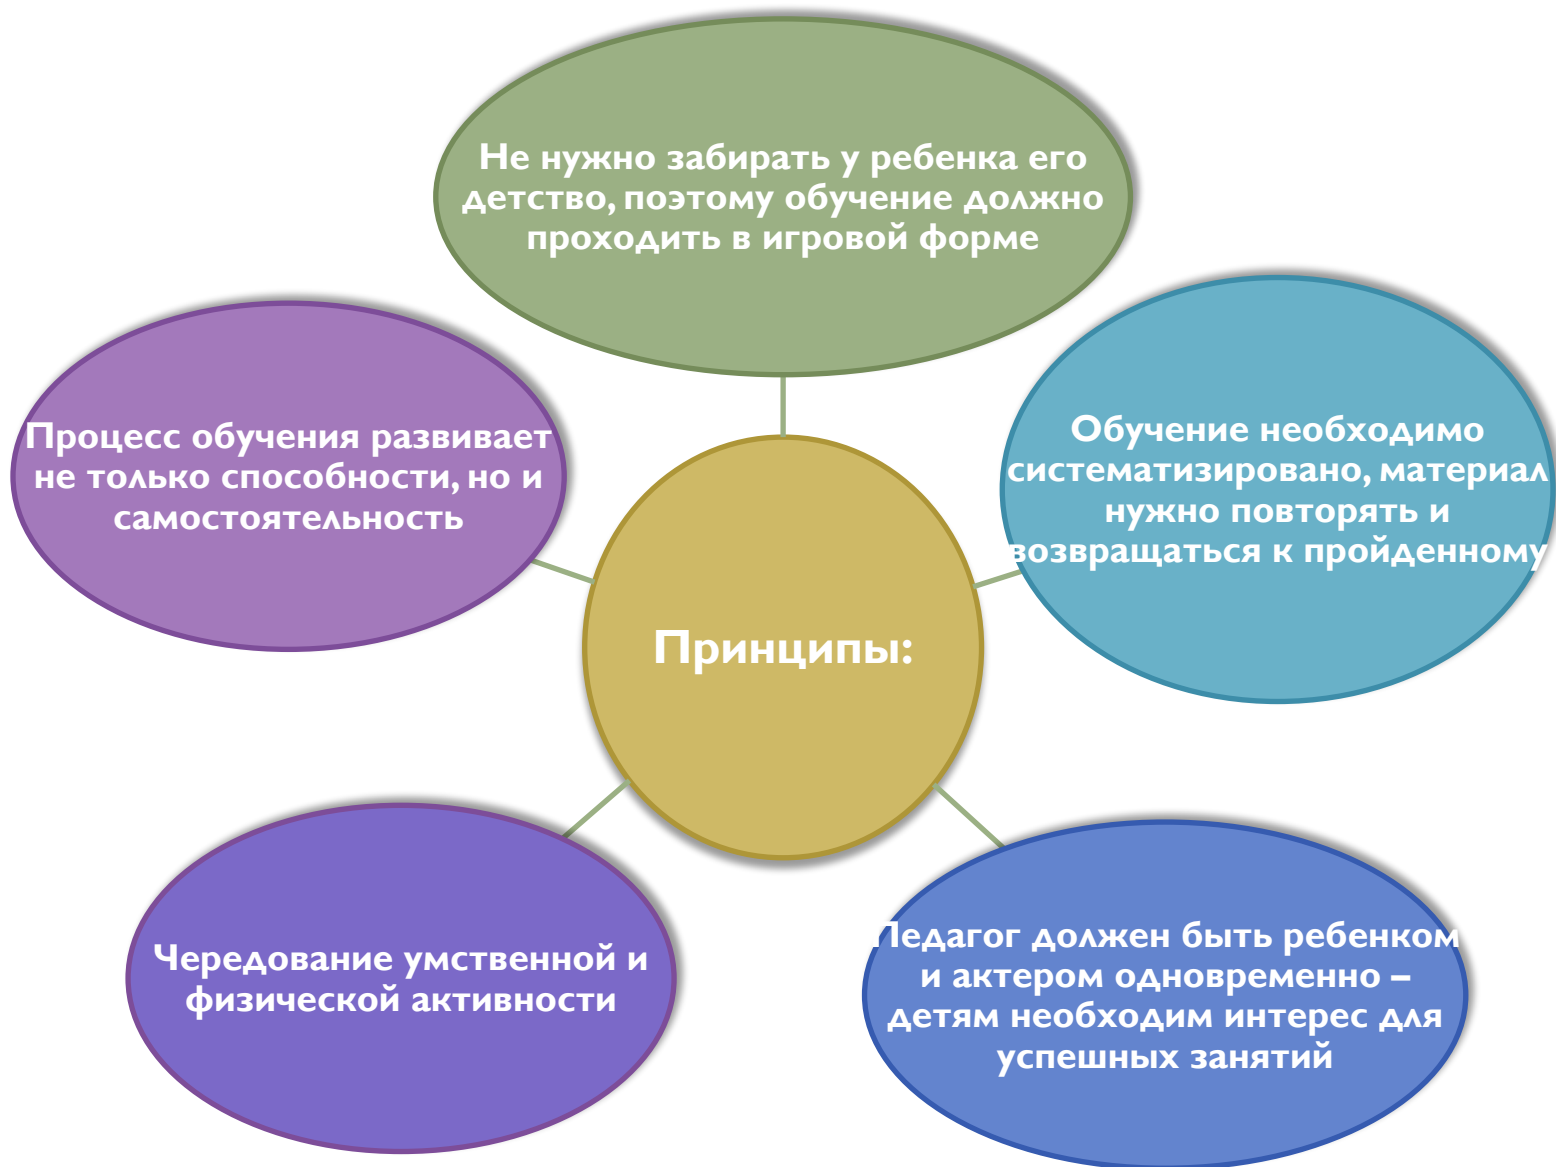 Не нужно забирать у ребенка его
детство, поэтому обучение должно
проходить в игровой форме
Процесс обучения развивает
не только способности, но и
самостоятельность
Обучение необходимо
систематизировано, материал
нужно повторять и
возвращаться к пройденному
Принципы:
Чередование умственной и
физической активности
Педагог должен быть ребенком
и актером одновременно –
детям необходим интерес для
успешных занятий